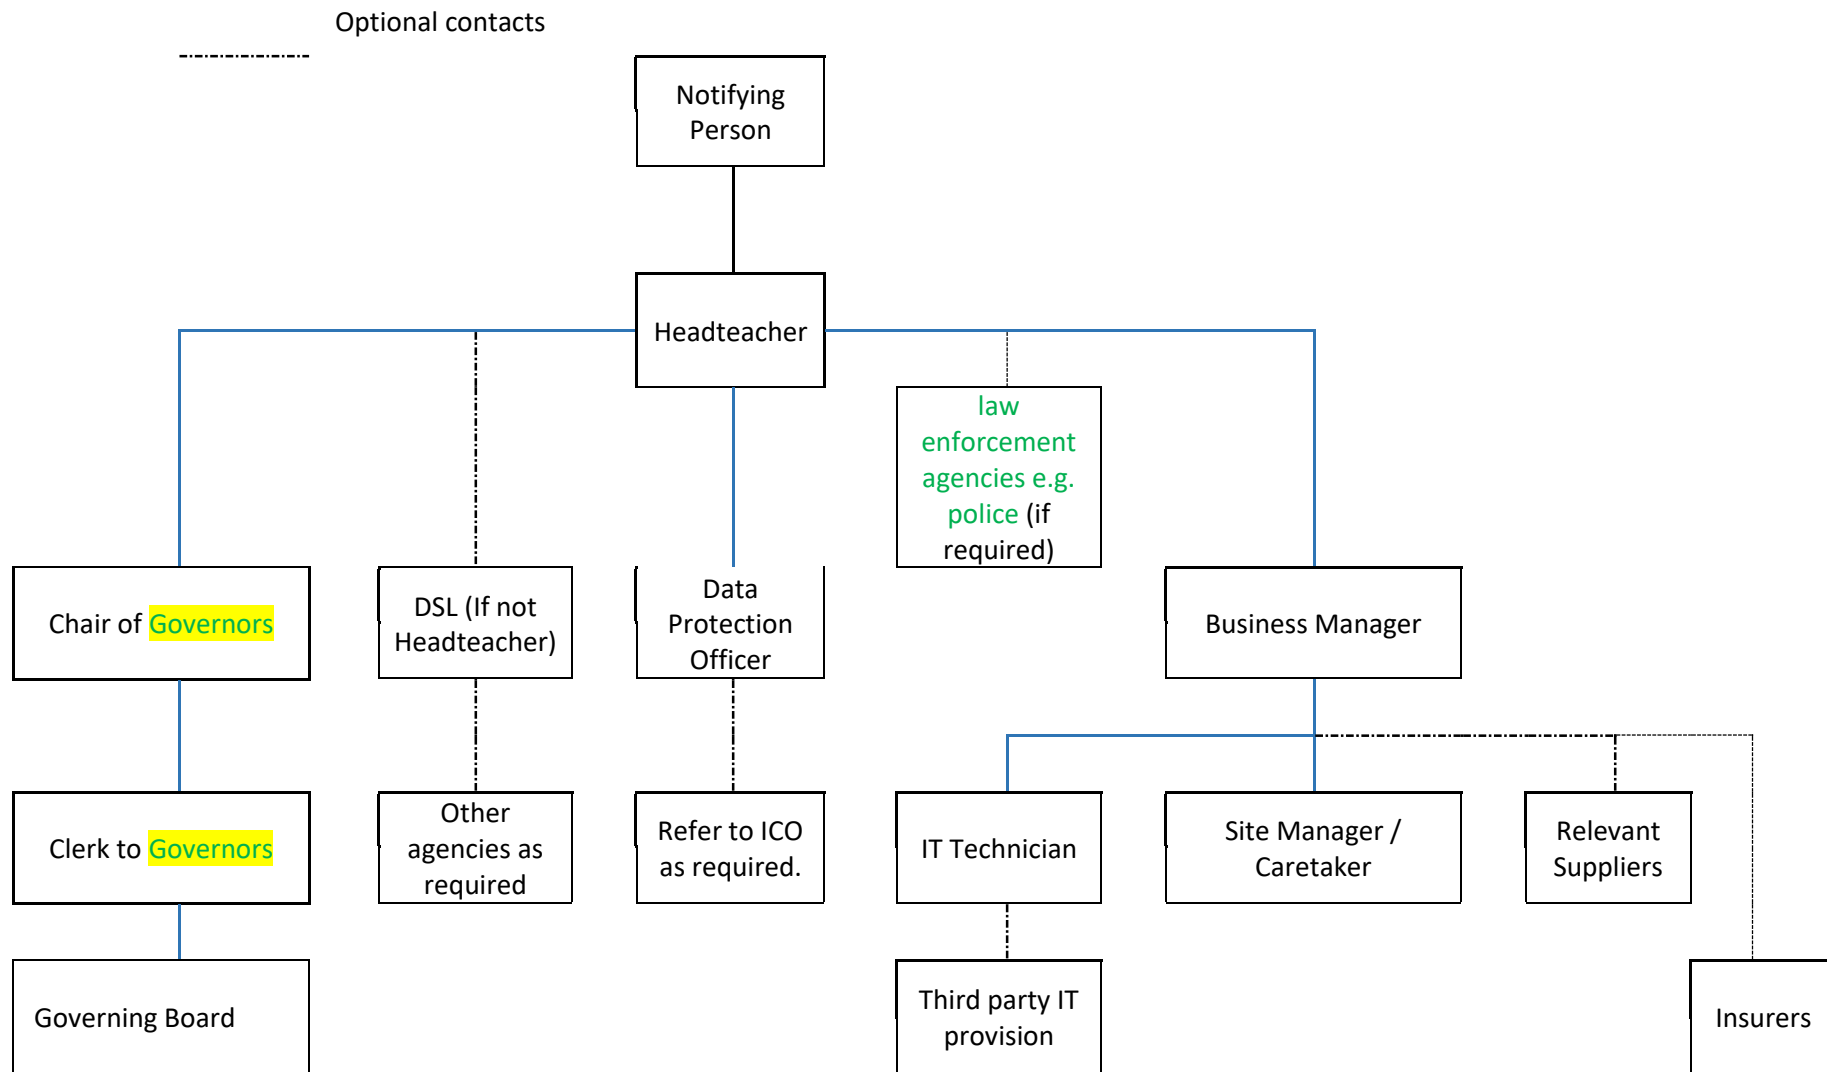 Optional contacts
Notifying
Person
Headteacher
law
enforcement
agencies e.g.
police (if
required)
Chair of Governors
DSL (If not
Headteacher)
Data
Protection
Officer
Business Manager
Clerk to Governors
Other
agencies as
required
Refer to ICO
as required.
IT Technician
Site Manager /
Caretaker
Relevant
Suppliers
Governing Board
Third party IT
provision
Insurers